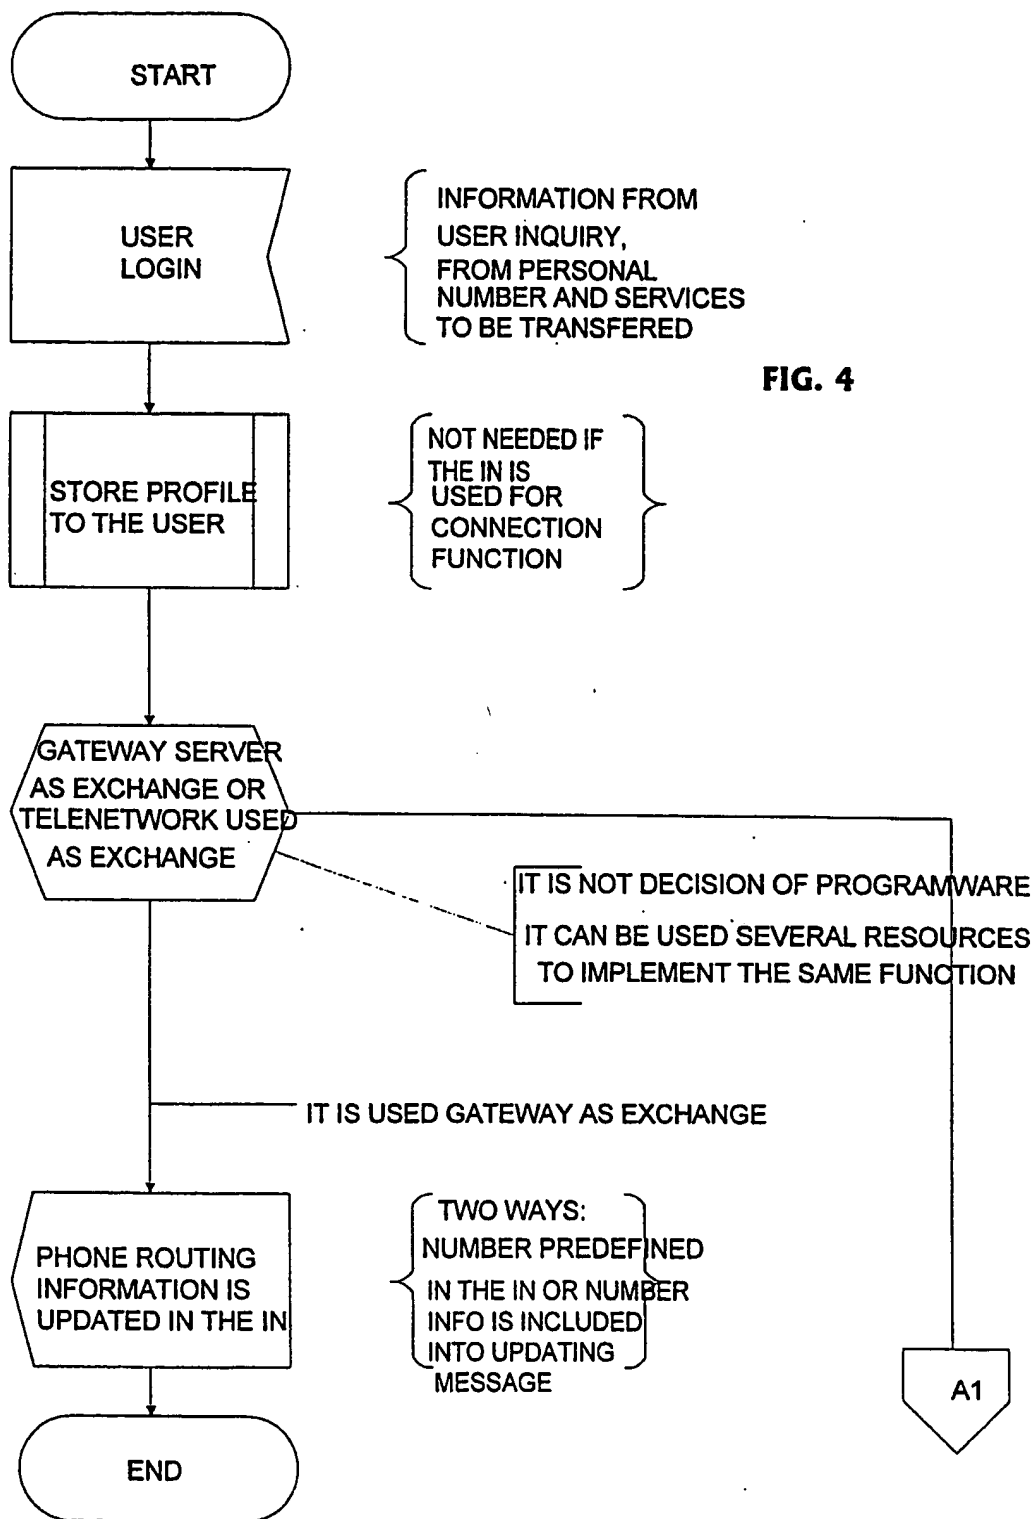 START
USER
LOGIN
INFORMATION FROM
USER INQUIRY,
FROM PERSONAL
NUMBER AND SERVICES
TO BE TRANSFERED
FIG. 4
STORE PROFILE
TO THE USER
NOT NEEDED IF
THE IN IS
USED FOR
CONNECTION
FUNCTION
GATEWAY SERVER
AS EXCHANGE OR
TELENETWORK USED
AS EXCHANGE
IT IS NOT DECISION OF PROGRAMWARE
IT CAN BE USED SEVERAL RESOURCES
TO IMPLEMENT THE SAME FUNCTION
IT IS USED GATEWAY AS EXCHANGE
PHONE ROUTING
INFORMATION IS
UPDATED IN THE IN
TWO WAYS:
NUMBER PREDEFINED
IN THE IN OR NUMBER
INFO IS INCLUDED
INTO UPDATING
MESSAGE
A1
END